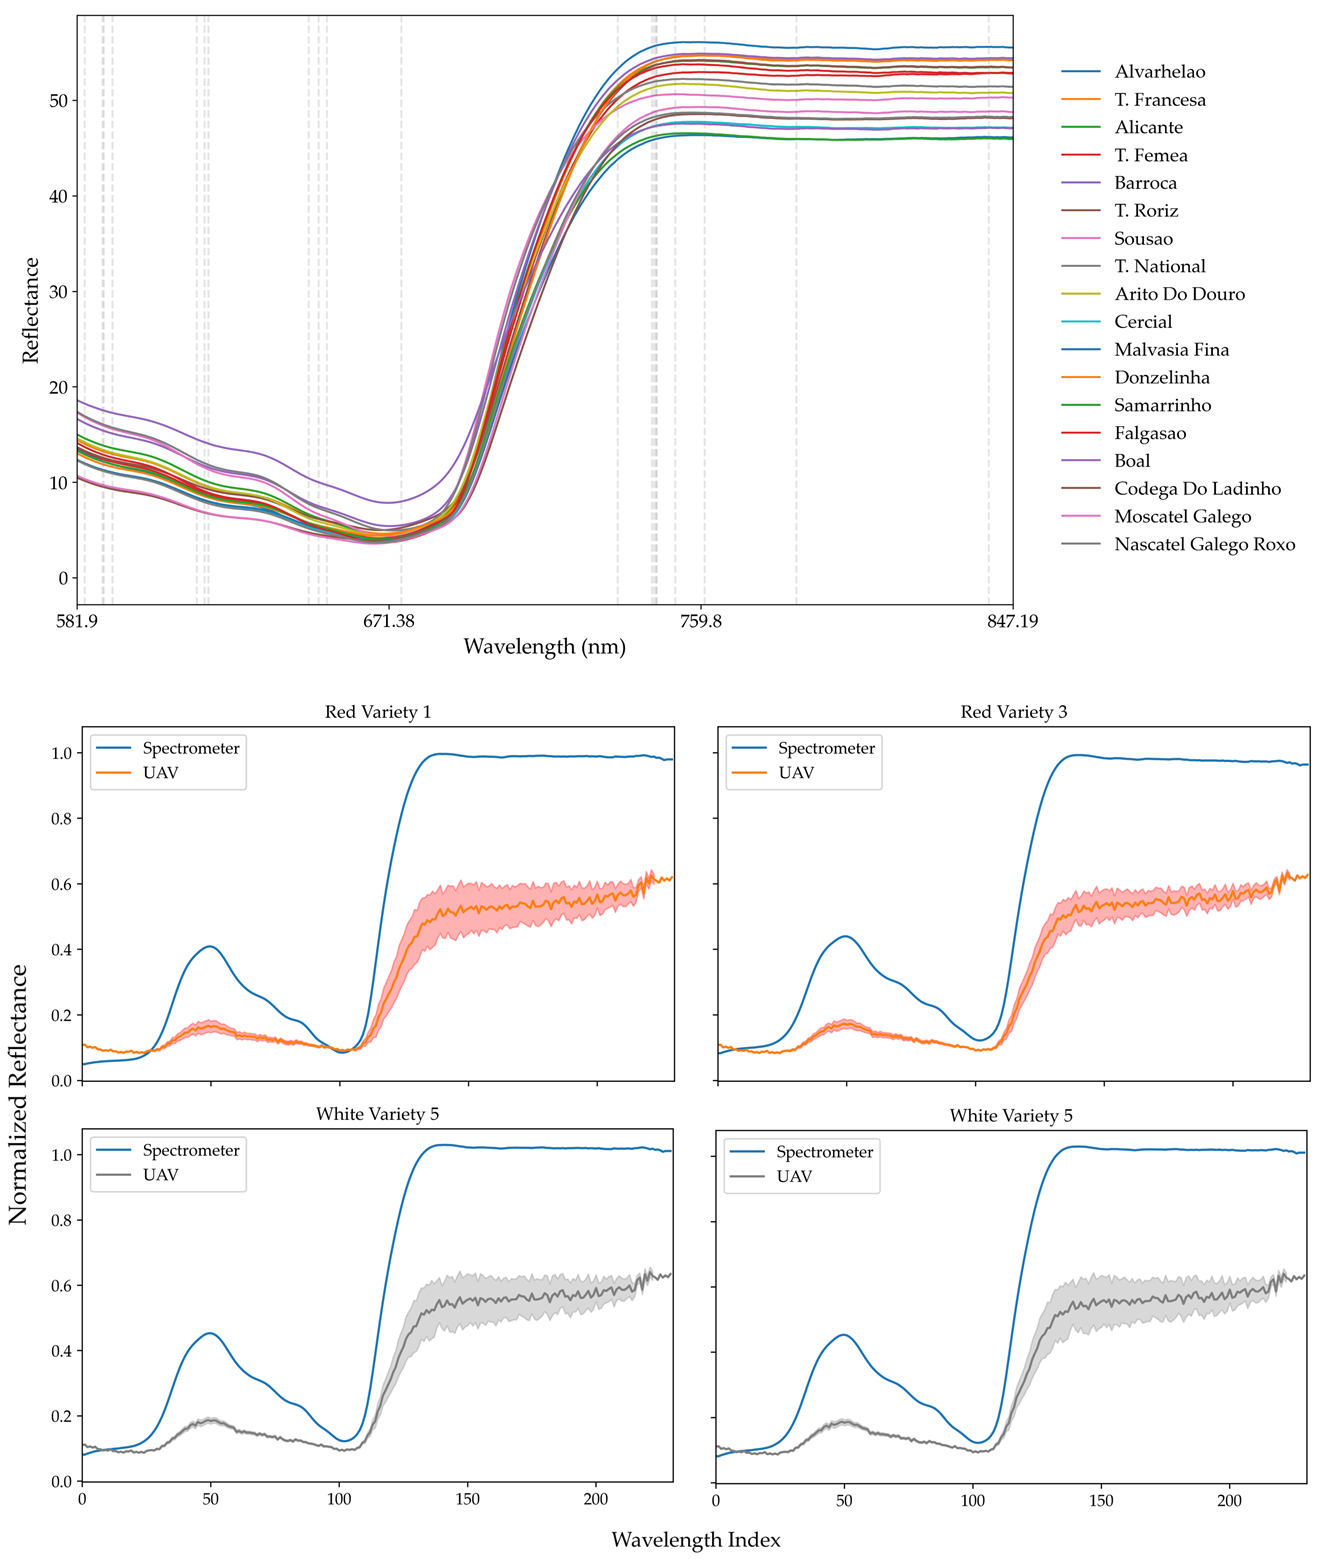 50
40
30
20
10
0
Reflectance
581.9
671.38
759.8
847.19
Wavelength (nm)
Alvarhelao
T. Francesa
Alicante
T. Femea
Barroca
T. Roriz
Sousao
T. National
Arito Do Douro
Cercial
Malvasia Fina
Donzelinha
Samarrinho
Falgasao
Boal
Codega Do Ladinho
Moscatel Galego
Nascatel Galego Roxo
Normalized Reflectance
Red Variety 1
1.0
0.8
0.6
0.4
0.2
0.0
Spectrometer
UAV
Red Variety 3
Spectrometer
UAV
White Variety 5
1.0
0.8
0.6
0.4
0.2
0.0
Spectrometer
UAV
0
50
100
150
200
White Variety 5
Spectrometer
UAV
0
50
100
150
200
Wavelength Index